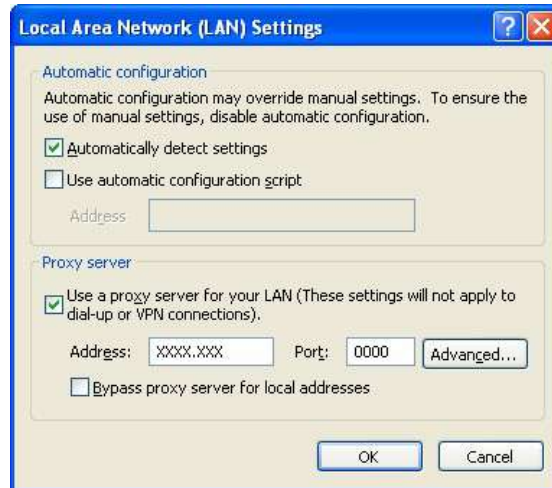 Local Area Network (LAN) Settings
Automatic configuration
Automatic configuration may override manual settings. To ensure the
use of manual settings, disable automatic configuration.
Automatically detect settings
Use automatic configuration script
Address
Proxy server
Use a proxy server for your LAN (These settings will not apply to
dial-up or VPN connections).
Address: XXXX.XXX Port: 0000 Advanced...
Bypass proxy server for local addresses
OK Cancel